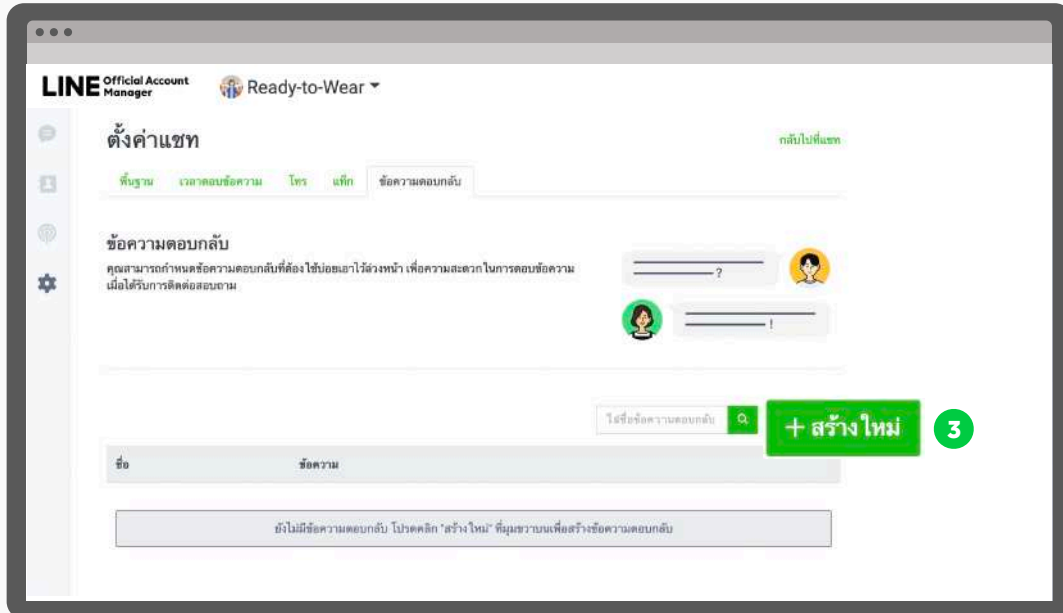 LINE Official Account Manager
Ready-to-Wear
ตั้งค่าแชท
กลับไปที่แชท
พื้นฐาน เวลาตอบข้อความ โทร แท็ก ข้อความตอบกลับ
ข้อความตอบกลับ
คุณสามารถกำหนดข้อความตอบกลับที่ต้องใช้บ่อยเอาไว้ล่วงหน้า เพื่อความสะดวกในการตอบข้อความ
เมื่อได้รับการติดต่อสอบถาม
?
!
ใส่ชื่อข้อความตอบกลับ
+ สร้างใหม่
3
ชื่อ ข้อความ
ยังไม่มีข้อความตอบกลับ โปรดคลิก "สร้างใหม่" ที่มุมขวาบนเพื่อสร้างข้อความตอบกลับ